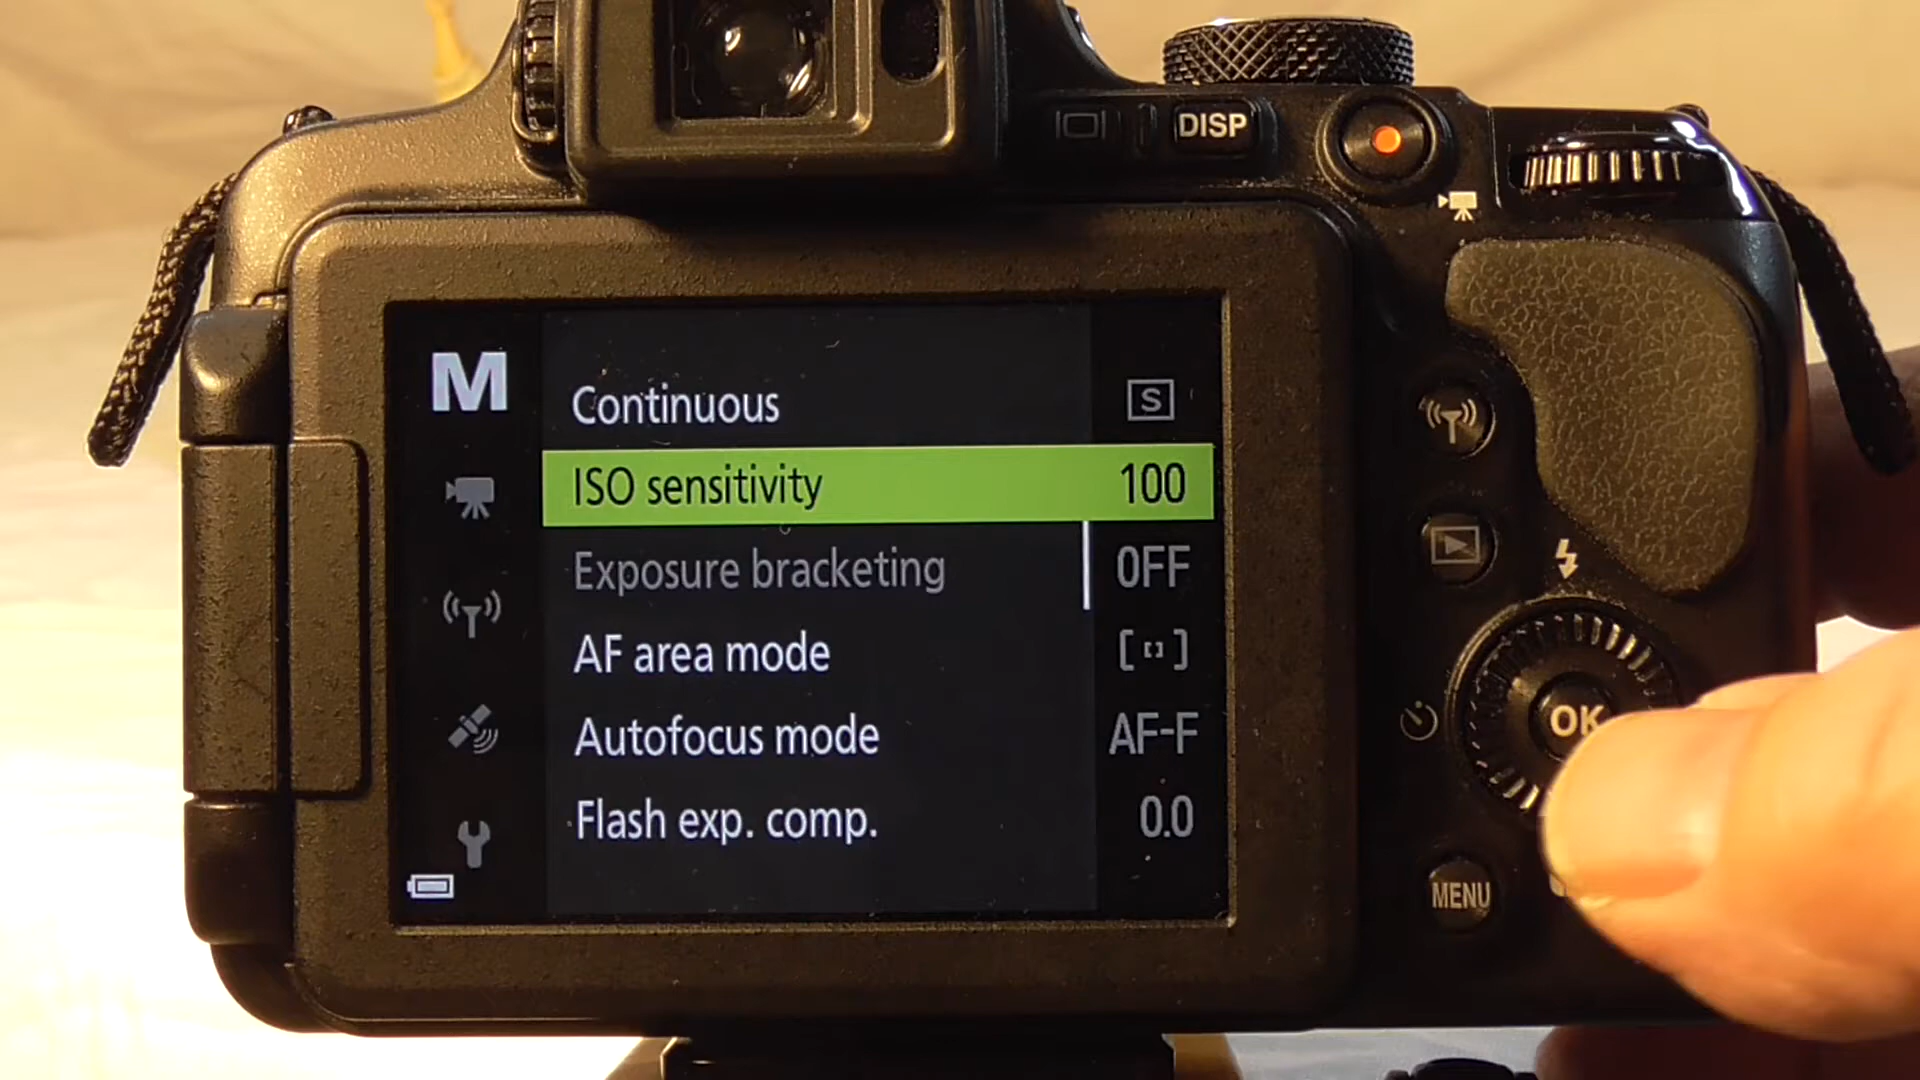 DISP
M
Continuous S
ISO sensitivity 100
Exposure bracketing OFF
AF area mode
Autofocus mode AF-F
Flash exp. comp. 0.0
OK
MENU